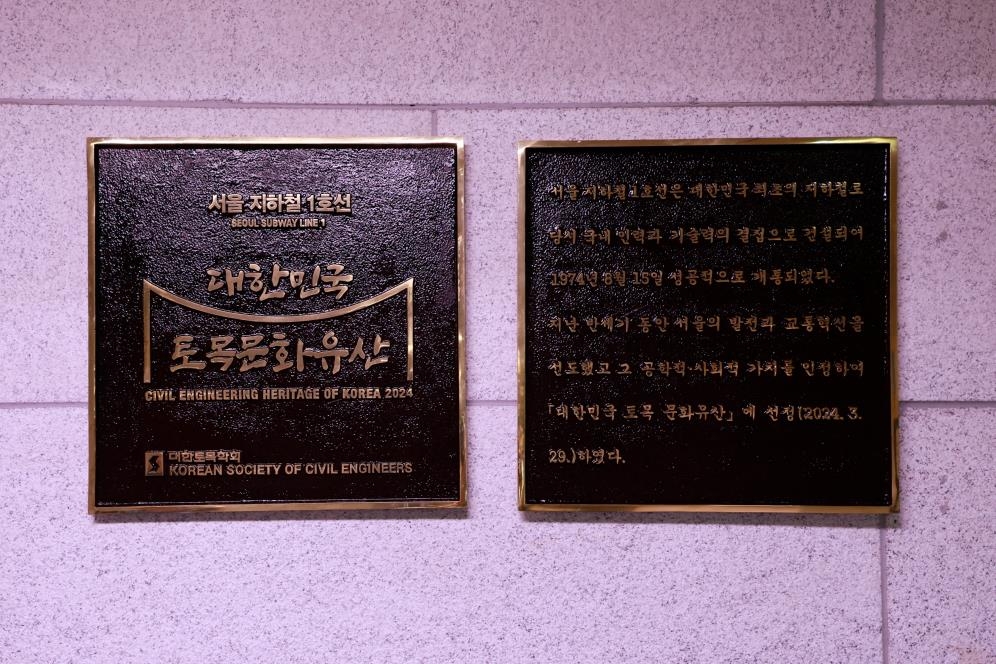 서울 지하철 1호선
SEOUL SUBWAY LINE 1
대한민국
토목문화유산
CIVIL ENGINEERING HERITAGE OF KOREA 2024
대한토목학회
KOREAN SOCIETY OF CIVIL ENGINEERS
서울 지하철 1호선은 대한민국 최초의 지하철로
당시 국내 인력과 기술력의 결집으로 건설되어
1974년 8월 15일 성공적으로 개통되었다.
지난 반세기 동안 서울의 발전과 교통혁신을
선도했고 그 공학적·사회적 가치를 인정하여
「대한민국 토목 문화유산」에 선정(2024. 3.
29.)하였다.